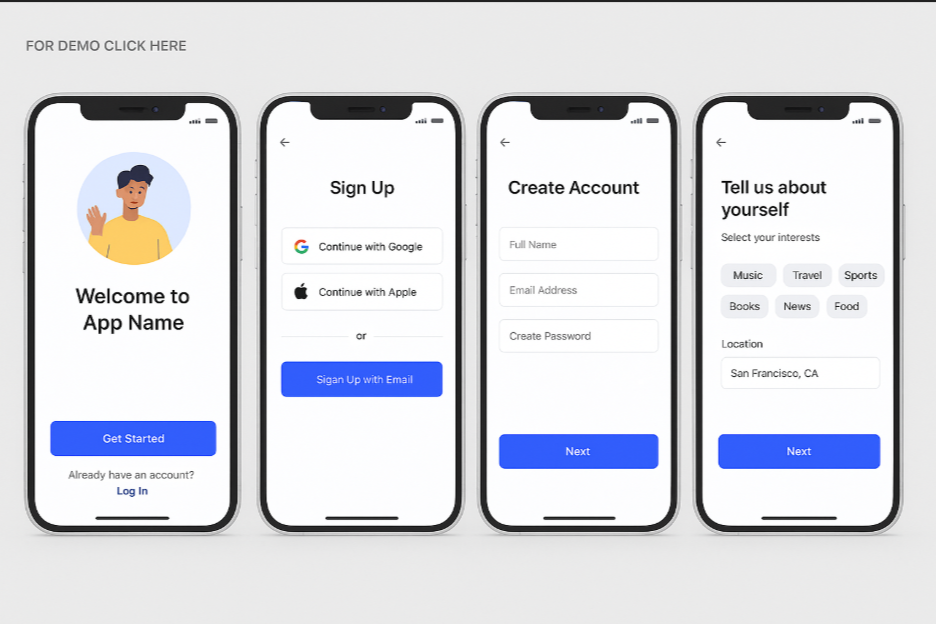 FOR DEMO CLICK HERE
Welcome to
App Name
Get Started
Already have an account?
Log In
Sign Up
Continue with Google
Continue with Apple
or
Sigan Up with Email
Create Account
Full Name
Email Address
Create Password
Next
Tell us about
yourself
Select your interests
Music Travel Sports
Books News Food
Location
San Francisco, CA
Next